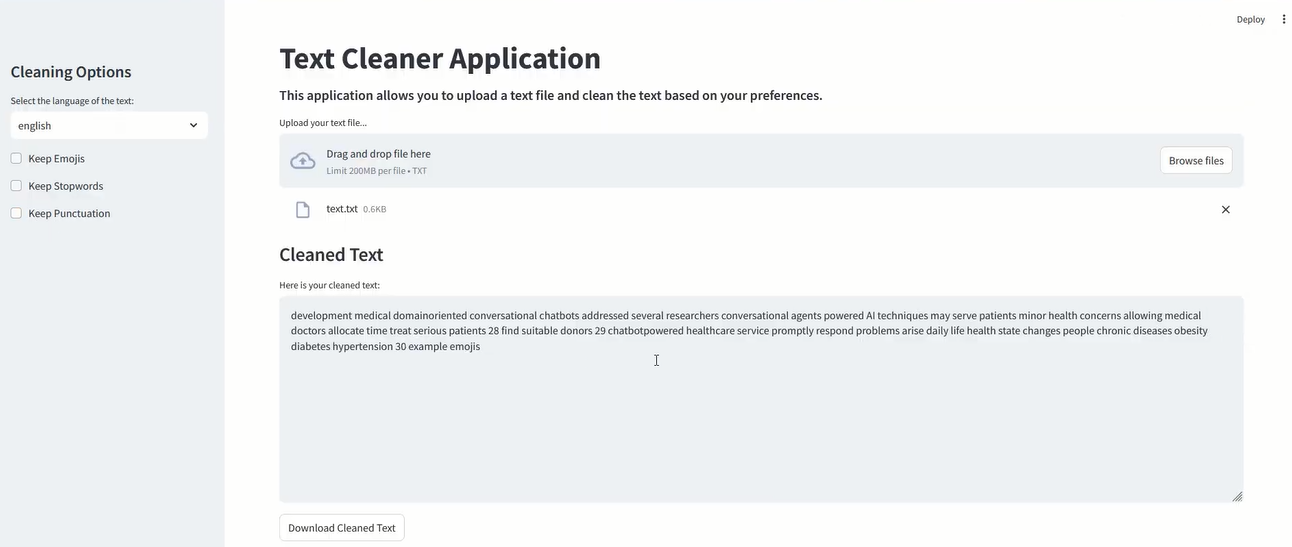 Deploy
Cleaning Options
Select the language of the text:
english
Keep Emojis
Keep Stopwords
Keep Punctuation
Text Cleaner Application
This application allows you to upload a text file and clean the text based on your preferences.
Upload your text file...
Drag and drop file here
Limit 200MB per file • TXT
Browse files
text.txt 0.6KB
Cleaned Text
Here is your cleaned text:
development medical domainoriented conversational chatbots addressed several researchers conversational agents powered AI techniques may serve patients minor health concerns allowing medical
doctors allocate time treat serious patients 28 find suitable donors 29 chatbotpowered healthcare service promptly respond problems arise daily life health state changes people chronic diseases obesity
diabetes hypertension 30 example emojis
Download Cleaned Text